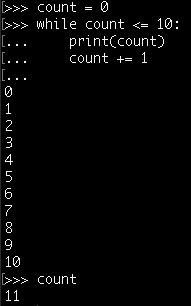 [>>> count = 0
[>>> while count <= 10:
[...     print(count)
[...     count += 1
[...
0
1
2
3
4
5
6
7
8
9
10
[>>> count
11